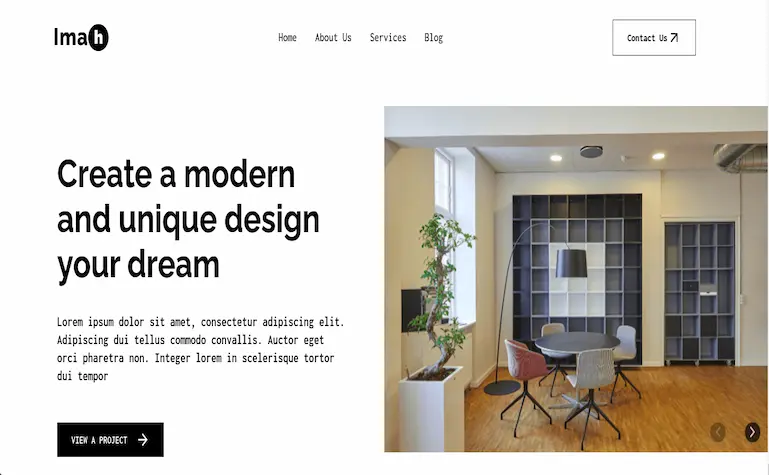 Imah
Home About Us Services Blog
Contact Us
Create a modern
and unique design
your dream
Lorem ipsum dolor sit amet, consectetur adipiscing elit.
Adipiscing dui tellus commodo convallis. Auctor eget
orci pharetra non. Integer lorem in scelerisque tortor
dui tempor
VIEW A PROJECT